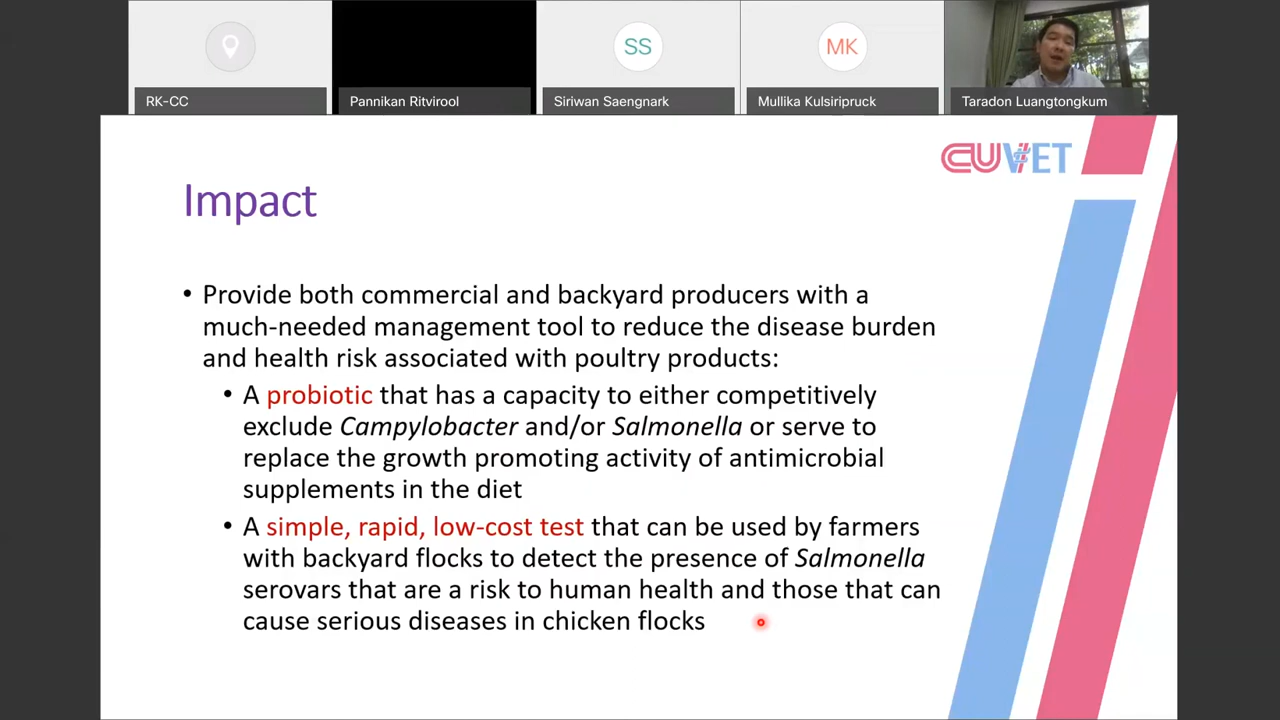 SS
MK
RK-CC
Pannikan Ritvirool
Siriwan Saengnark
Mullika Kulsiripruck
Taradon Luangtongkum
CUVET
Impact
• Provide both commercial and backyard producers with a
much-needed management tool to reduce the disease burden
and health risk associated with poultry products:
• A probiotic that has a capacity to either competitively
exclude Campylobacter and/or Salmonella or serve to
replace the growth promoting activity of antimicrobial
supplements in the diet
• A simple, rapid, low-cost test that can be used by farmers
with backyard flocks to detect the presence of Salmonella
serovars that are a risk to human health and those that can
cause serious diseases in chicken flocks